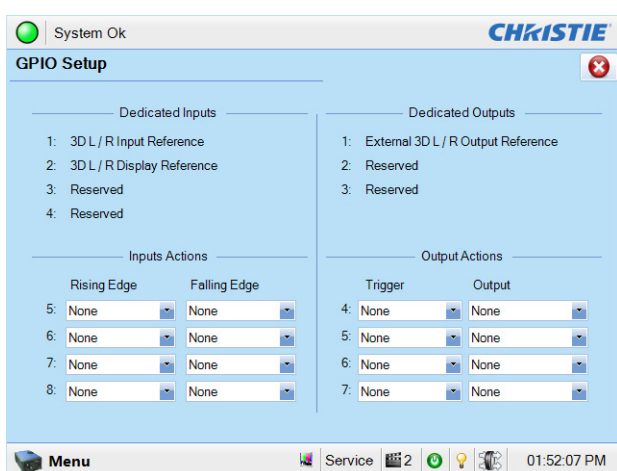 System Ok
CHRISTIE
GPIO Setup
Dedicated Inputs
1: 3D L / R Input Reference
2: 3D L / R Display Reference
3: Reserved
4: Reserved
Dedicated Outputs
1: External 3D L / R Output Reference
2: Reserved
3: Reserved
Inputs Actions
Rising Edge Falling Edge
5: None None
6: None None
7: None None
8: None None
Output Actions
Trigger Output
4: None None
5: None None
6: None None
7: None None
Menu Service 2 01:52:07 PM